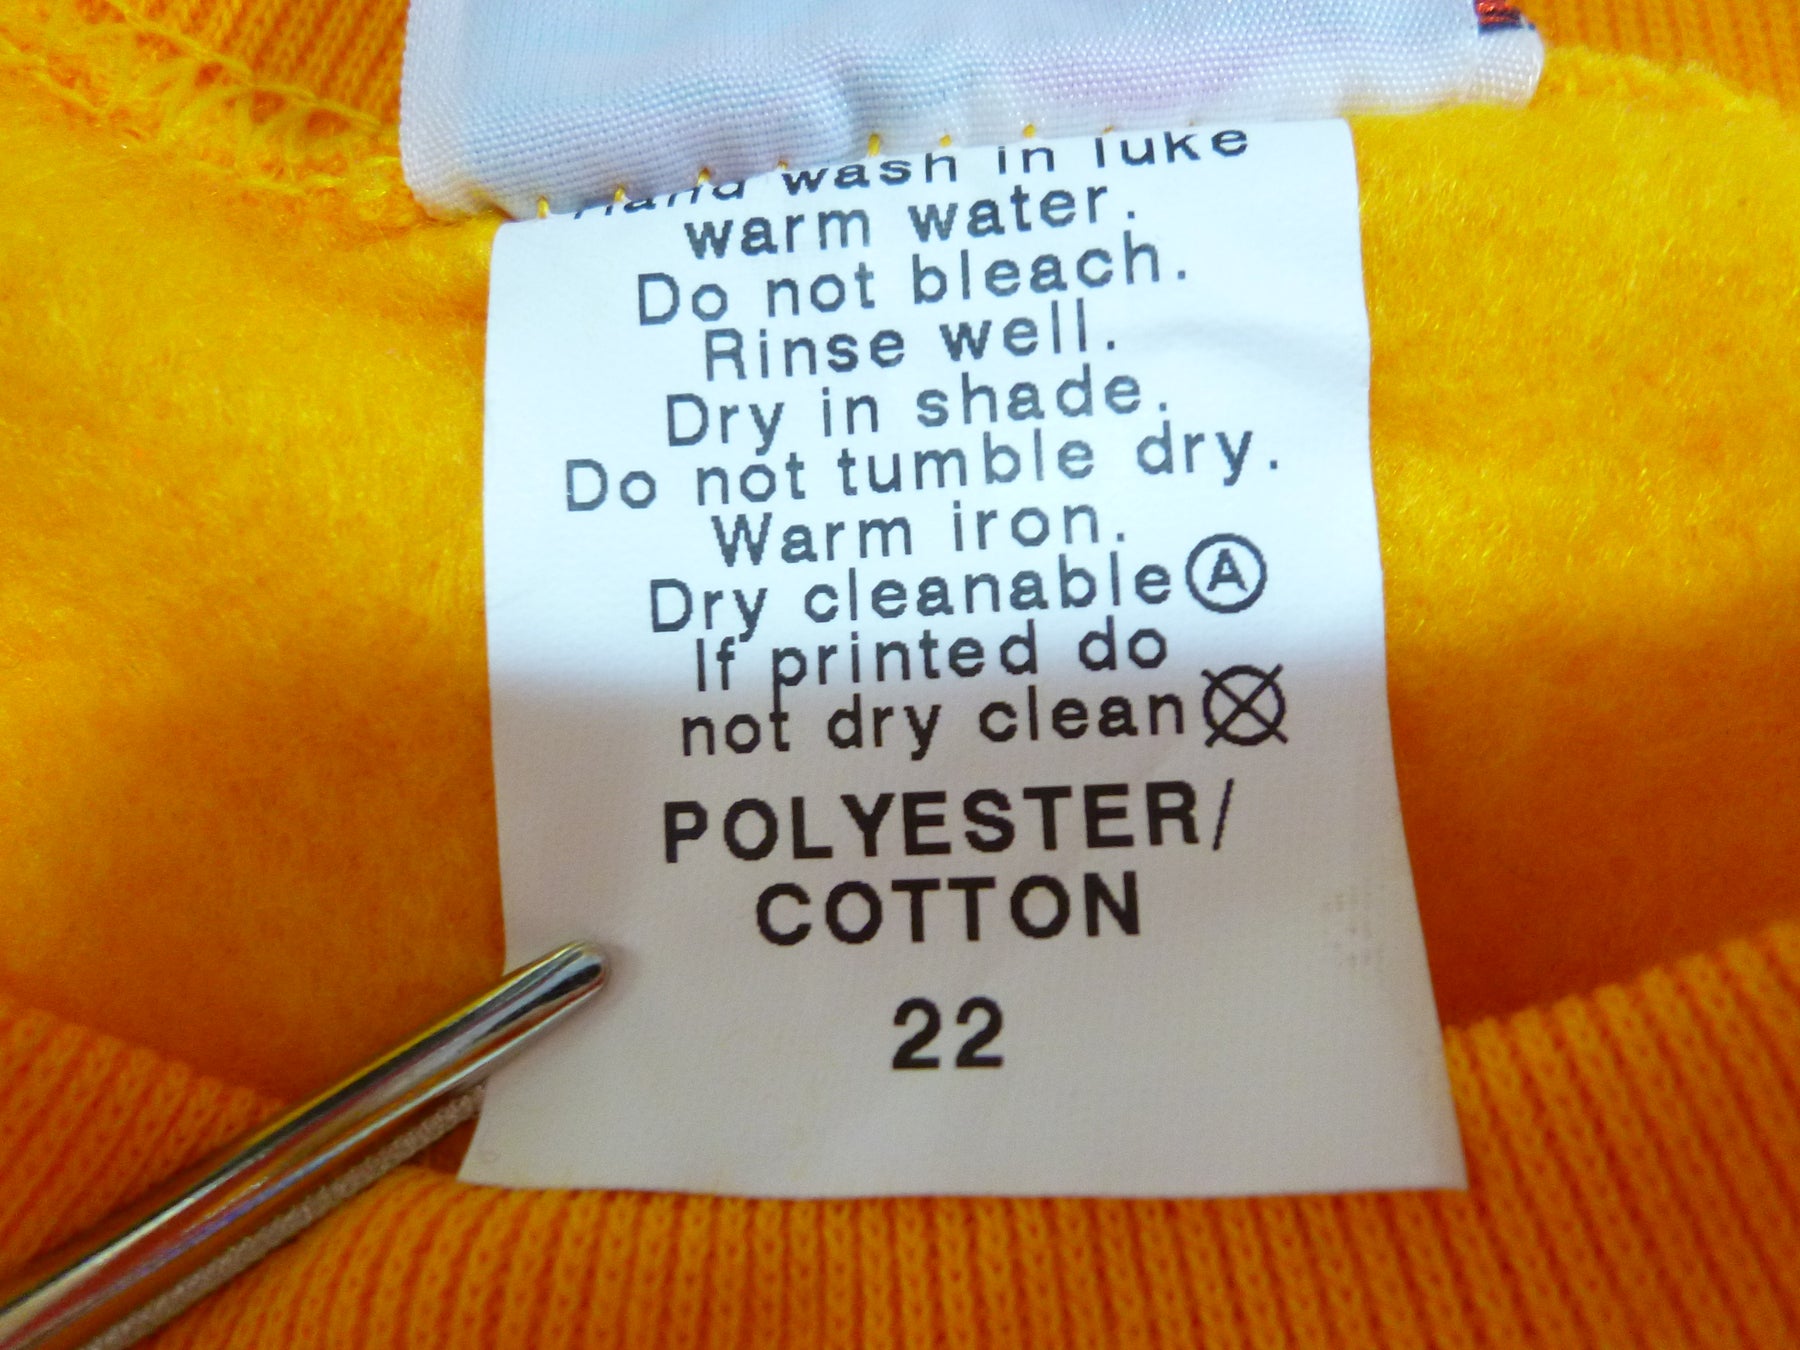 Hand wash in luke
warm water.
Do not bleach.
Rinse well.
Dry in shade.
Do not tumble dry.
Warm iron.
Dry cleanable Ⓐ
If printed do
not dry clean
POLYESTER/
COTTON
22